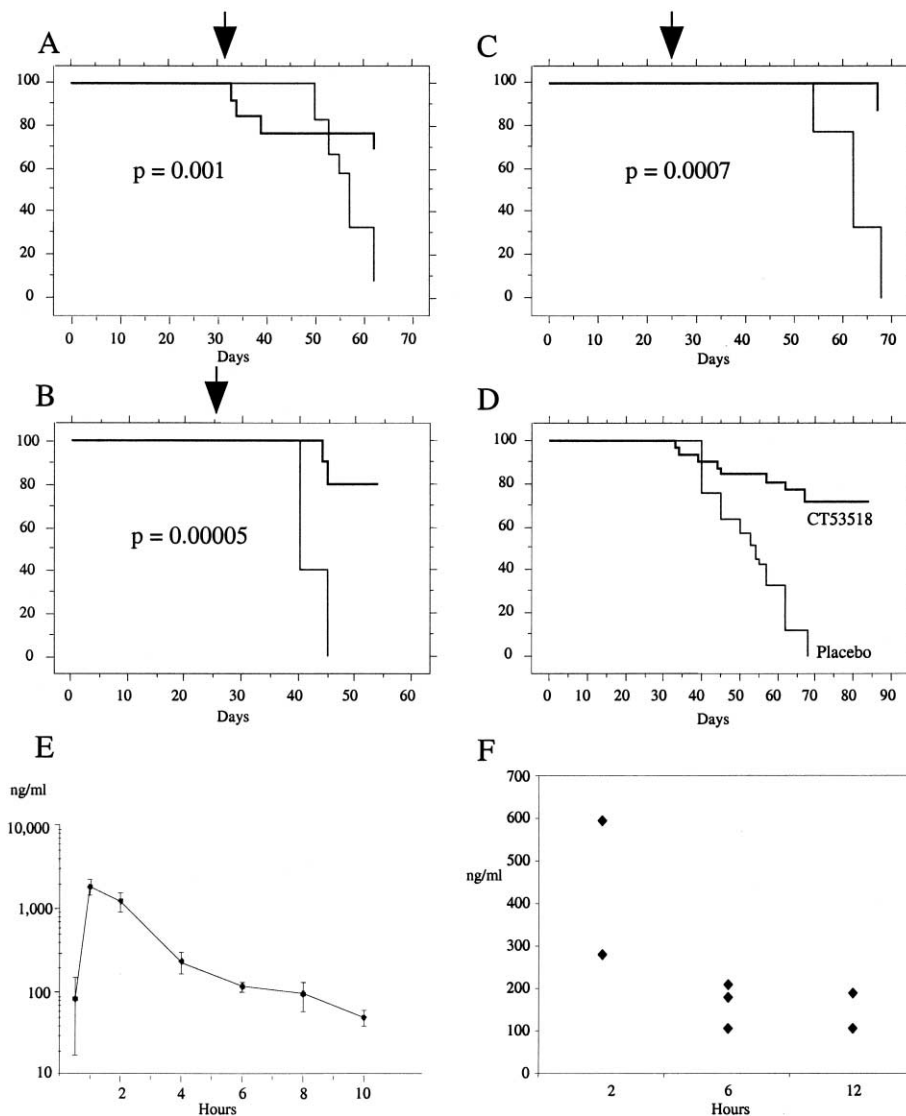 A
100
80
60
40
20
0
p = 0.001
0 10 20 30 40 50 60 70
Days
C
100
80
60
40
20
0
p = 0.0007
0 10 20 30 40 50 60 70
Days
B
100
80
60
40
20
0
p = 0.00005
0 10 20 30 40 50 60
Days
D
100
80
60
40
20
0
CT53518
Placebo
0 10 20 30 40 50 60 70 80 90
Days
E
ng/ml
10,000
1,000
100
10
2 4 6 8 10
Hours
F
700
600
500
ng/ml
400
300
200
100
0
2 6 12
Hours